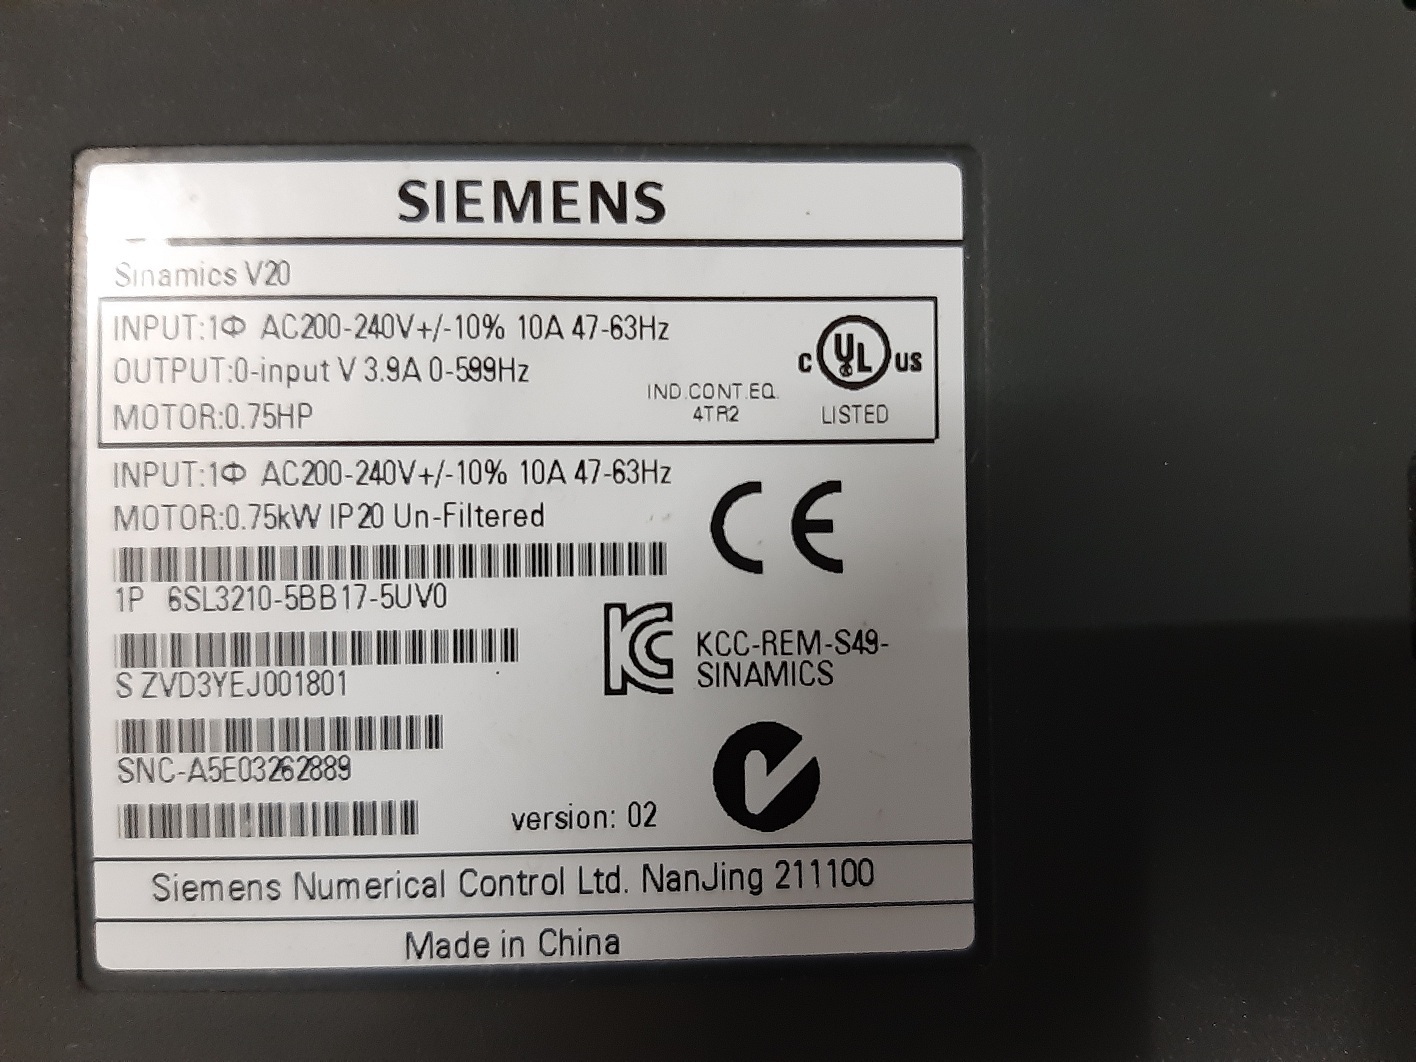 SIEMENS
Sinamics V20
INPUT:1Φ AC200-240V+/-10% 10A 47-63Hz
OUTPUT:0-input V 3.9A 0-599Hz
MOTOR:0.75HP
IND.CONT.EQ.
4TR2
C UL US
LISTED
INPUT:1Φ AC200-240V+/-10% 10A 47-63Hz
MOTOR:0.75kW IP20 Un-Filtered
CE
1P 6SL3210-5BB17-5UV0
KCC-REM-S49-
SINAMICS
S ZVD3YEJ001801
SNC-A5E03262889
version: 02
Siemens Numerical Control Ltd. NanJing 211100
Made in China